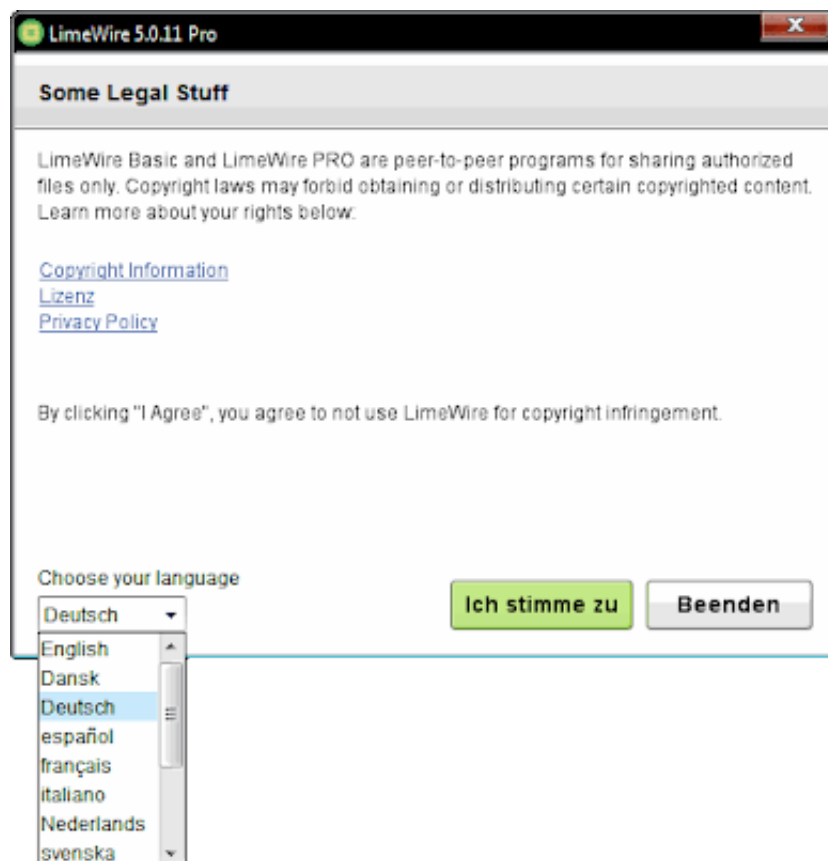 LimeWire 5.0.11 Pro
Some Legal Stuff
LimeWire Basic and LimeWire PRO are peer-to-peer programs for sharing authorized
files only. Copyright laws may forbid obtaining or distributing certain copyrighted content.
Learn more about your rights below:
Copyright Information
Lizenz
Privacy Policy
By clicking "I Agree", you agree to not use LimeWire for copyright infringement.
Choose your language
Deutsch
Ich stimme zu
Beenden
English
Dansk
Deutsch
español
français
italiano
Nederlands
svenska